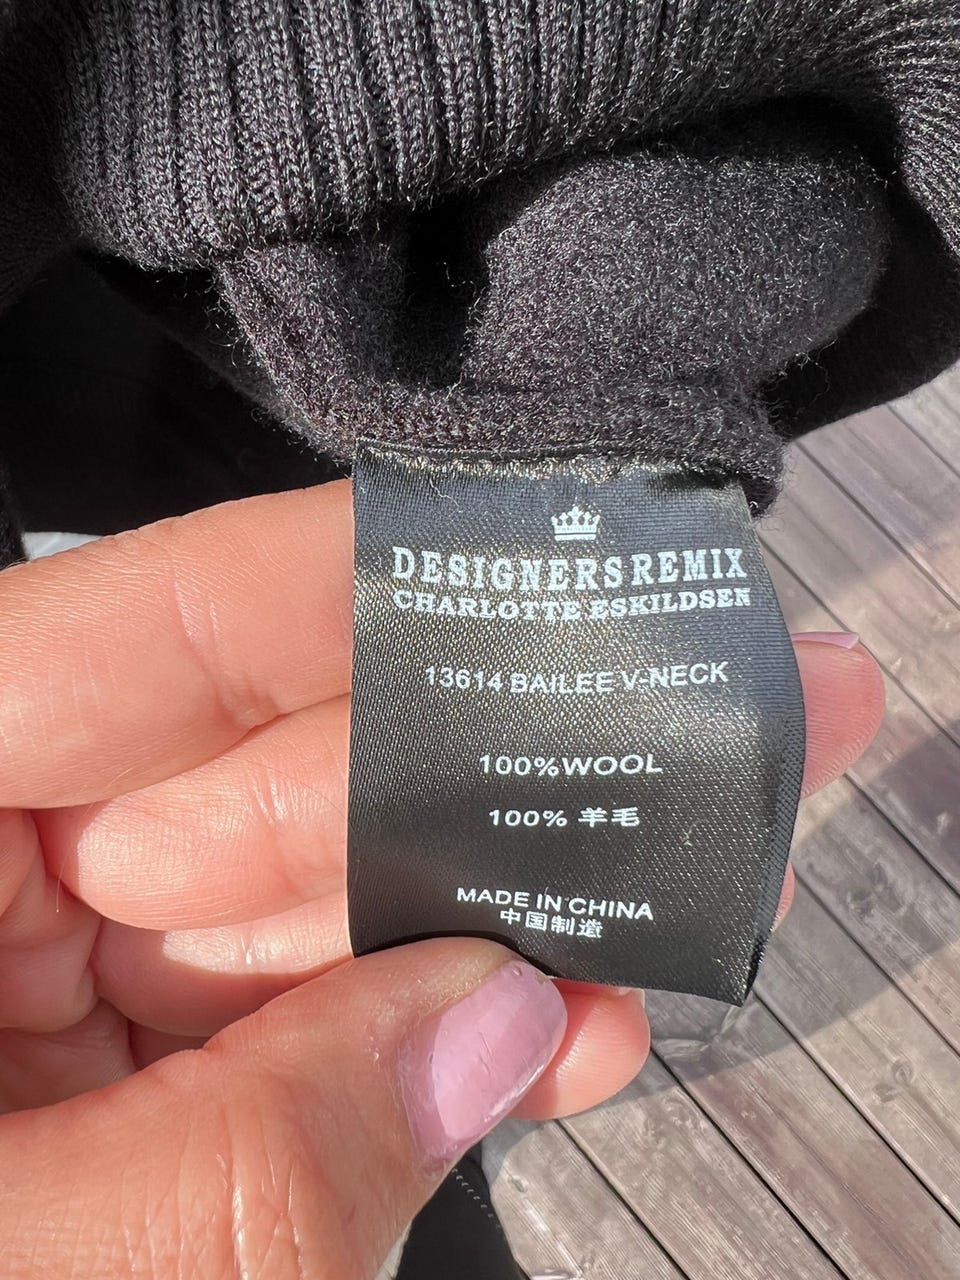 DESIGNERS REMIX
CHARLOTTE ESKILDSEN
13614 BAILEE V-NECK
100%WOOL
100% 羊毛
MADE IN CHINA
中国制造